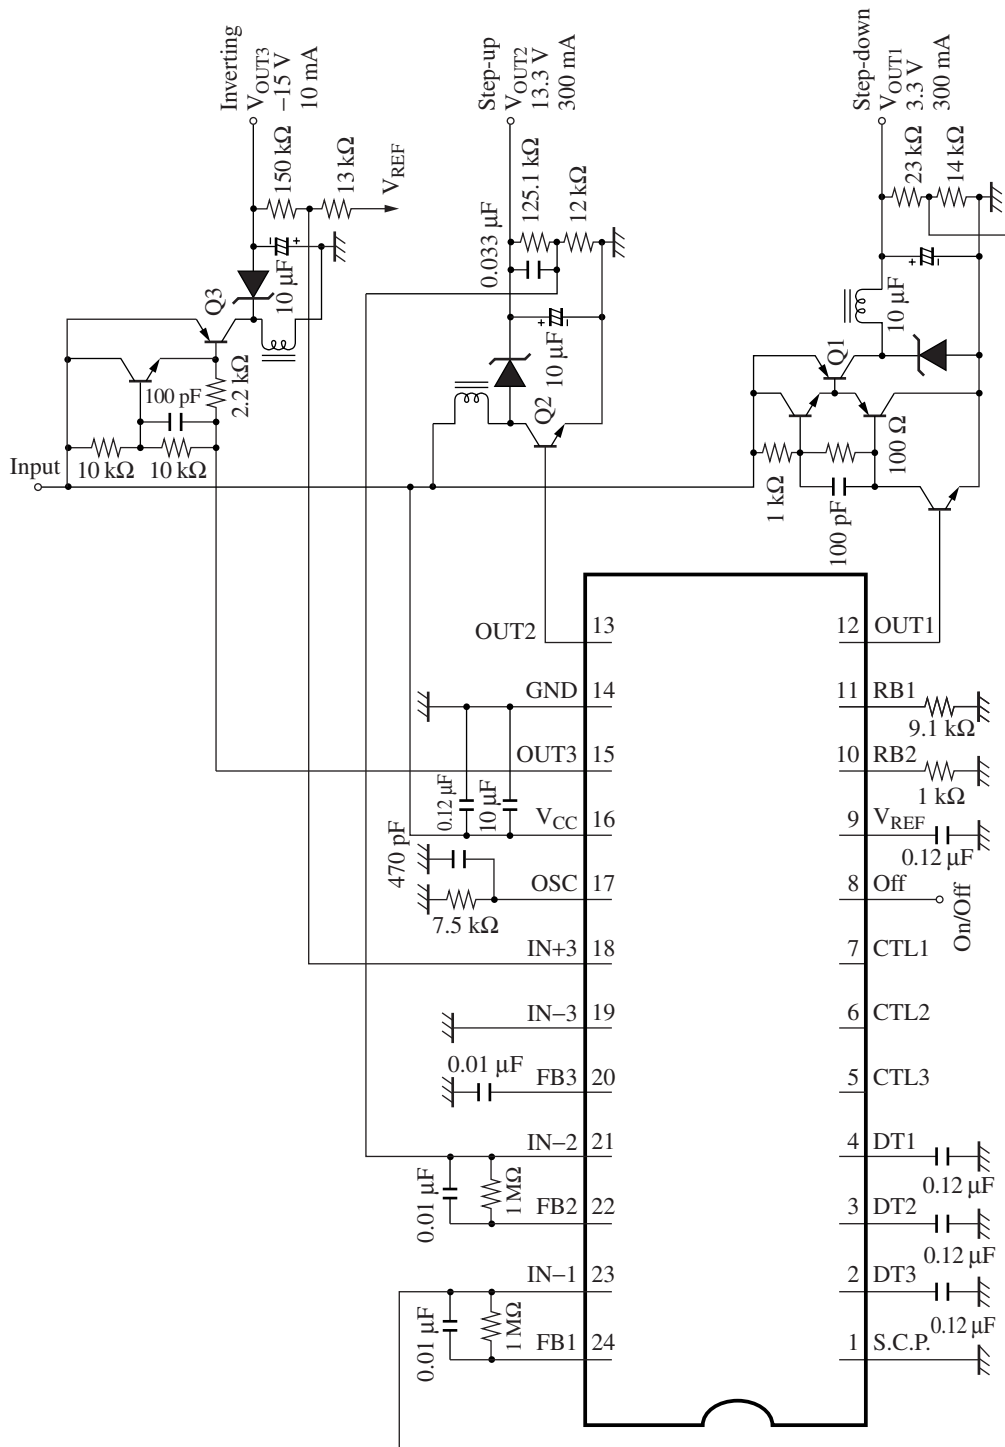 Inverting
VOUT3
−15 V
10 mA
Step-up
VOUT2
13.3 V
300 mA
Step-down
VOUT1
3.3 V
300 mA
150 kΩ
13 kΩ
VREF
10 µF
Q3
2.2 kΩ
100 pF
10 kΩ
10 kΩ
Input
125.1 kΩ
12 kΩ
0.033 µF
10 µF
Q2
23 kΩ
14 kΩ
10 µF
Q1
100 Ω
1 kΩ
100 pF
OUT2
13
GND
14
OUT3
15
0.12 µF
10 µF
VCC
16
470 pF
OSC
17
7.5 kΩ
IN+3
18
IN−3
19
0.01 µF
FB3
20
IN−2
21
0.01 µF
1 MΩ
FB2
22
IN−1
23
0.01 µF
1 MΩ
FB1
24
12
OUT1
11
RB1
9.1 kΩ
10
RB2
1 kΩ
9
VREF
0.12 µF
8
Off
On/Off
7
CTL1
6
CTL2
5
CTL3
4
DT1
0.12 µF
3
DT2
0.12 µF
2
DT3
0.12 µF
1
S.C.P.